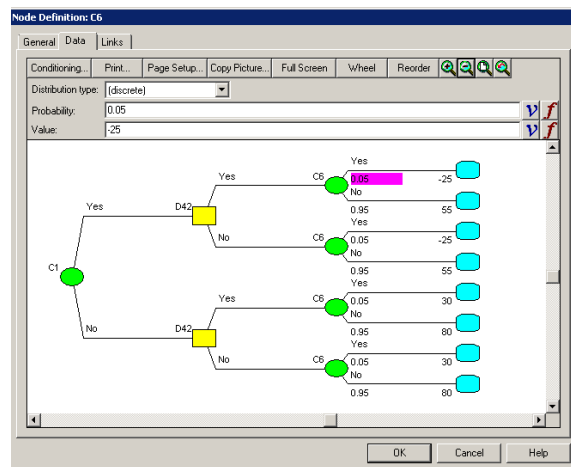 Node Definition: C6
General Data Links
Conditioning... Print... Page Setup... Copy Picture... Full Screen Wheel Reorder
Distribution type: (discrete)
Probability: 0.05 V f
Value: -25 V f
Yes
Yes C6 0.05 -25
No
Yes D42 0.95 55
Yes
No C6 0.05 -25
No
0.95 55
C1 Yes
Yes C6 0.05 30
No
No D42 0.95 80
Yes
No C6 0.05 30
No
0.95 80
OK Cancel Help